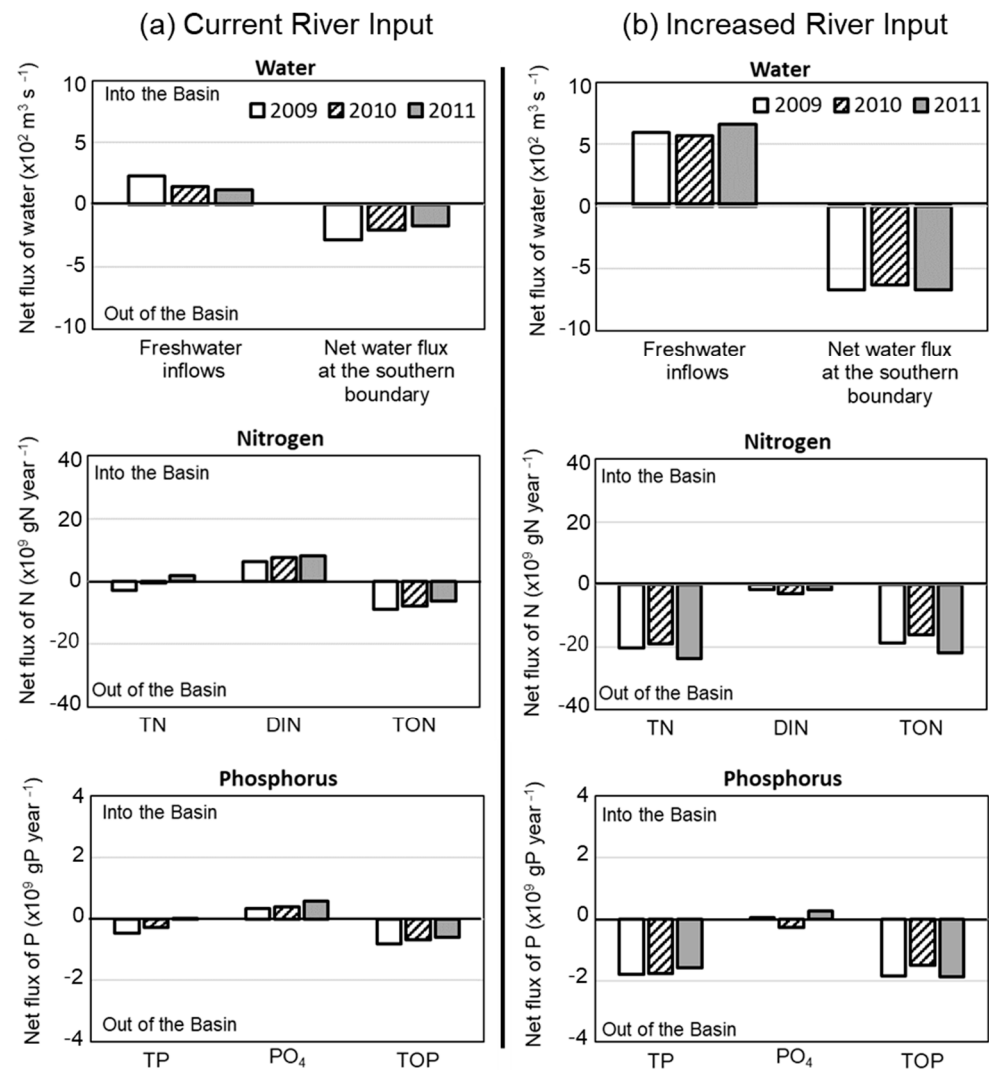 (a) Current River Input
Water
Net flux of water (x10² m³ s⁻¹)
10
5
0
-5
-10
Into the Basin
2009 2010 2011
Out of the Basin
Freshwater
inflows
Net water flux
at the southern
boundary
Nitrogen
Net flux of N (x10⁹ gN year⁻¹)
40
20
0
-20
-40
Into the Basin
Out of the Basin
TN DIN TON
Phosphorus
Net flux of P (x10⁹ gP year⁻¹)
4
2
0
-2
-4
Into the Basin
Out of the Basin
TP PO₄ TOP
(b) Increased River Input
Water
Net flux of water (x10² m³ s⁻¹)
10
5
0
-5
-10
2009 2010 2011
Freshwater
inflows
Net water flux
at the southern
boundary
Nitrogen
Net flux of N (x10⁹ gN year⁻¹)
40
20
0
-20
-40
Into the Basin
Out of the Basin
TN DIN TON
Phosphorus
Net flux of P (x10⁹ gP year⁻¹)
4
2
0
-2
-4
Into the Basin
Out of the Basin
TP PO₄ TOP